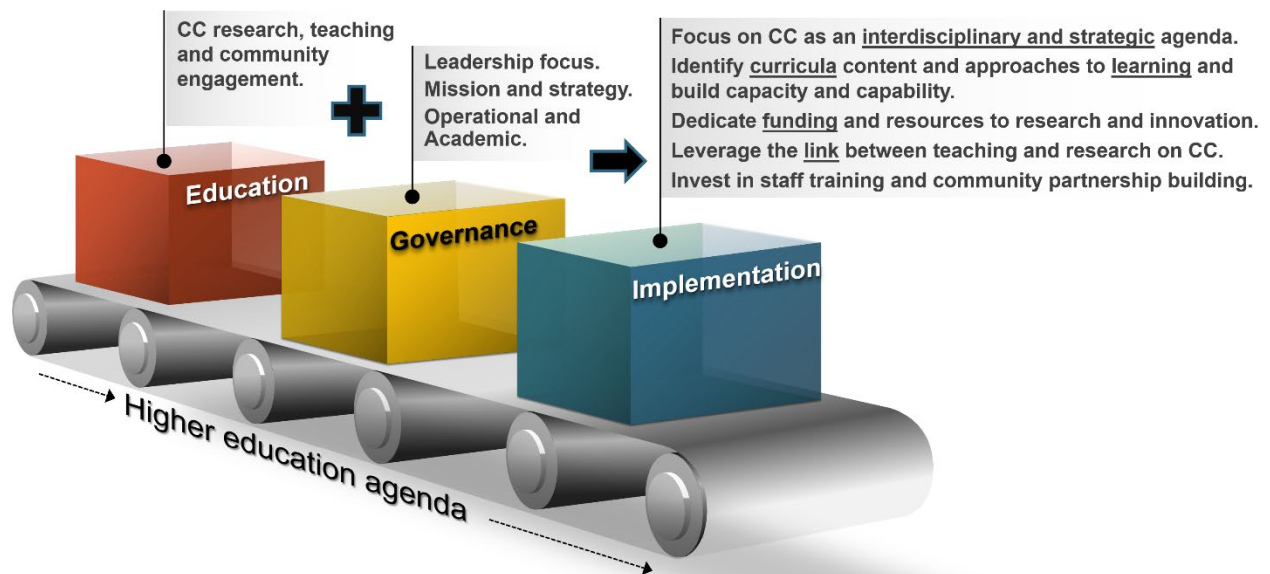 CC research, teaching
and community
engagement.
Leadership focus.
Mission and strategy.
Operational and
Academic.
Focus on CC as an interdisciplinary and strategic agenda.
Identify curricula content and approaches to learning and
build capacity and capability.
Dedicate funding and resources to research and innovation.
Leverage the link between teaching and research on CC.
Invest in staff training and community partnership building.
Education
Governance
Implementation
Higher education agenda